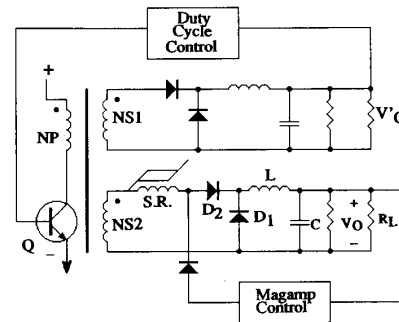 Duty
Cycle
Control
+
NP
NS1
V'O
S.R.
L
NS2
D2
D1
C
+
VO
−
RL
Q
−
Magamp
Control